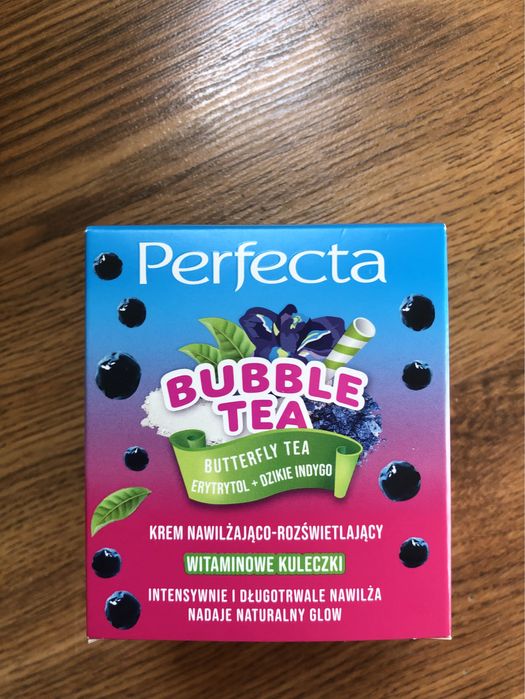 Perfecta
BUBBLE
TEA
BUTTERFLY TEA
ERYTRYTOL + DZIKIE INDYGO
KREM NAWILŻAJĄCO-ROZŚWIETLAJĄCY
WITAMINOWE KULECZKI
INTENSYWNIE I DŁUGOTRWALE NAWILŻA
NADAJE NATURALNY GLOW